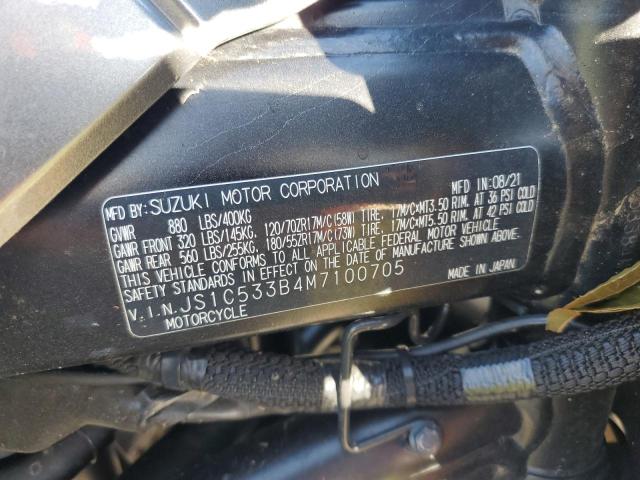 MFD BY: SUZUKI MOTOR CORPORATION MFD IN: 08/21
GVWR 880 LBS/400KG
GAWR FRONT 320 LBS/145KG, 120/70ZR17M/C(58W) TIRE, 17M/C×MT3.50 RIM. AT 36 PSI COLD
GAWR REAR 560 LBS/255KG, 180/55ZR17M/C(73W) TIRE, 17M/C×MT5.50 RIM. AT 42 PSI COLD
THIS VEHICLE CONFORMS TO ALL APPLICABLE FEDERAL MOTOR VEHICLE
SAFETY STANDARDS IN EFFECT ON THE DATE OF MANUFACTURE SHOWN ABOVE.
V.I.N. JS1C533B4M7100705
MOTORCYCLE MADE IN JAPAN